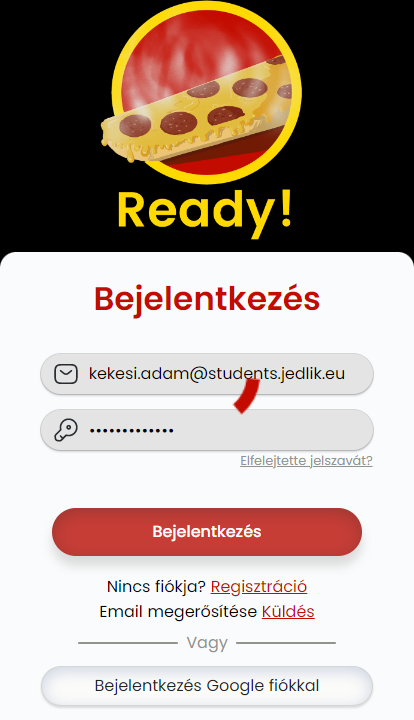 Ready!
Bejelentkezés
kekesi.adam@students.jedlik.eu
•••••••••••••
Elfelejtette jelszavát?
Bejelentkezés
Nincs fiókja? Regisztráció
Email megerősítése Küldés
Vagy
Bejelentkezés Google fiókkal